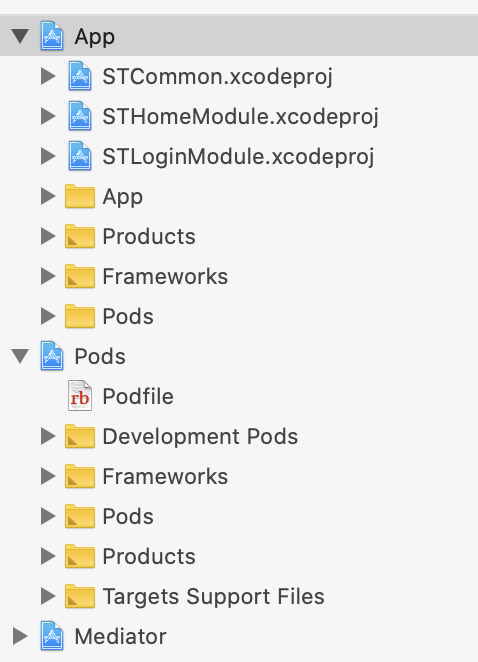 App
STCommon.xcodeproj
STHomeModule.xcodeproj
STLoginModule.xcodeproj
App
Products
Frameworks
Pods
Pods
rb Podfile
Development Pods
Frameworks
Pods
Products
Targets Support Files
Mediator